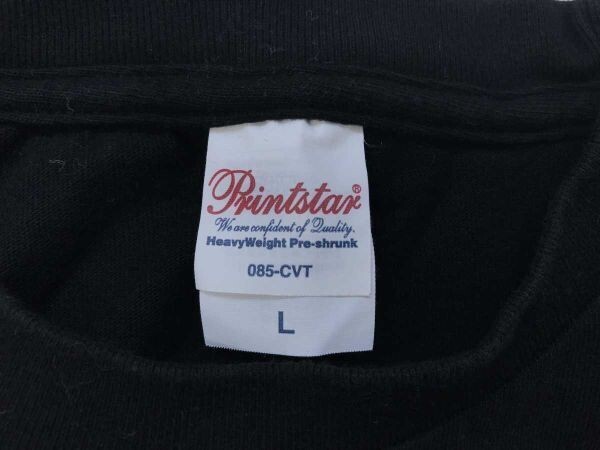 Printstar®
We are confident of Quality.
HeavyWeight Pre-shrunk
085-CVT
L